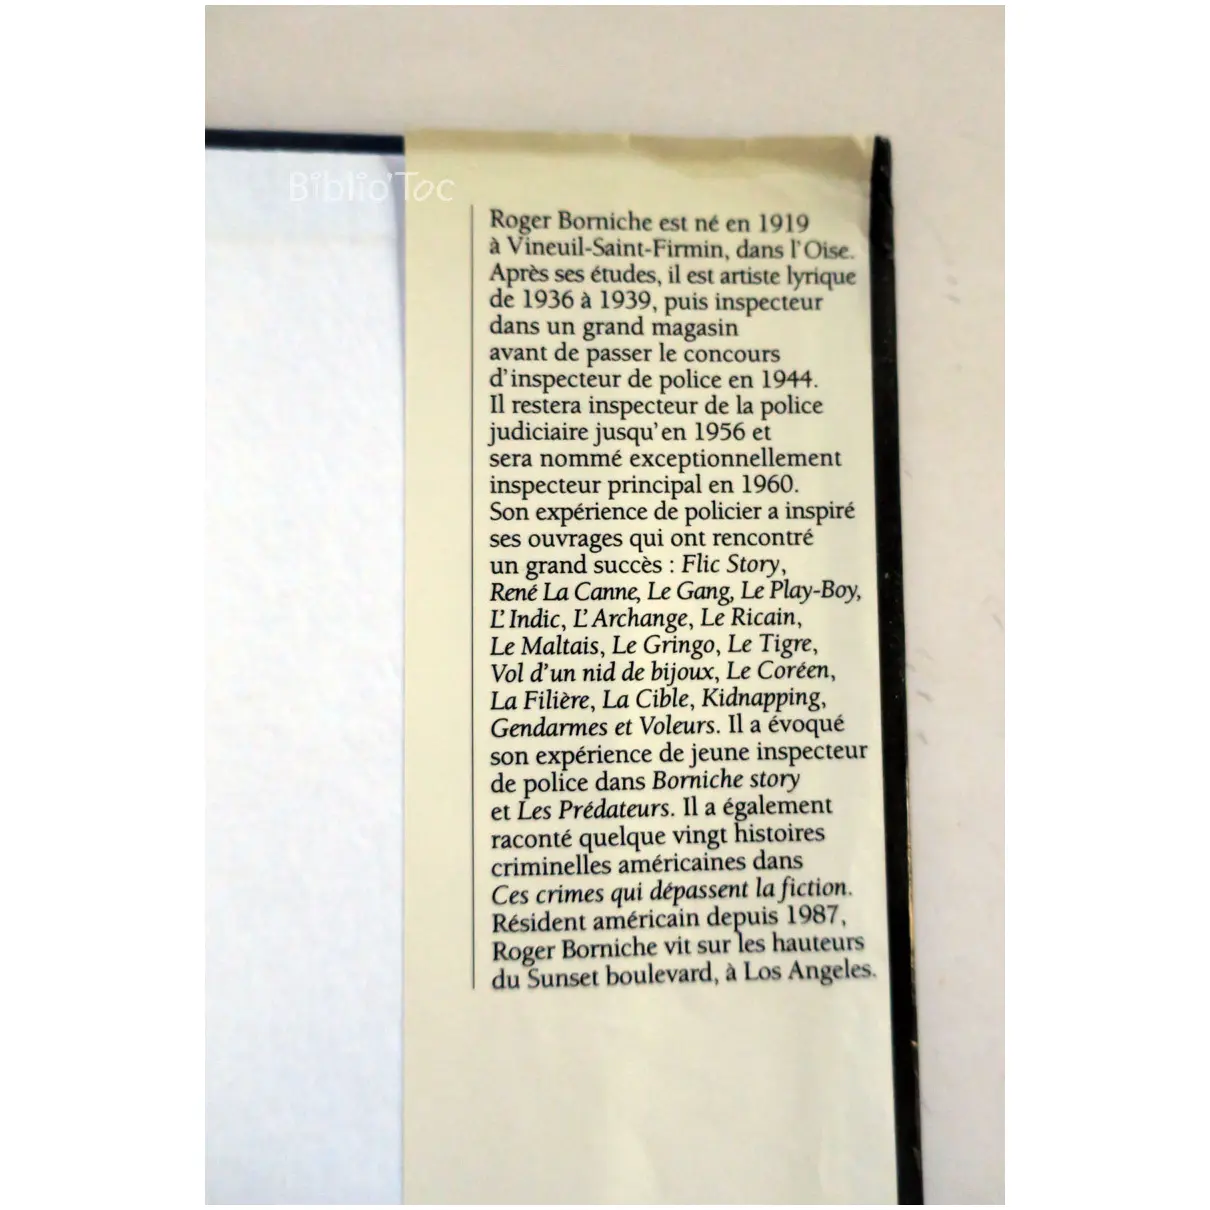 Biblio'Toc
Roger Borniche est né en 1919
à Vineuil-Saint-Firmin, dans l'Oise.
Après ses études, il est artiste lyrique
de 1936 à 1939, puis inspecteur
dans un grand magasin
avant de passer le concours
d'inspecteur de police en 1944.
Il restera inspecteur de la police
judiciaire jusqu'en 1956 et
sera nommé exceptionnellement
inspecteur principal en 1960.
Son expérience de policier a inspiré
ses ouvrages qui ont rencontré
un grand succès : Flic Story,
René La Canne, Le Gang, Le Play-Boy,
L'Indic, L'Archange, Le Ricain,
Le Maltais, Le Gringo, Le Tigre,
Vol d'un nid de bijoux, Le Coréen,
La Filière, La Cible, Kidnapping,
Gendarmes et Voleurs. Il a évoqué
son expérience de jeune inspecteur
de police dans Borniche story
et Les Prédateurs. Il a également
raconté quelque vingt histoires
criminelles américaines dans
Ces crimes qui dépassent la fiction.
Résident américain depuis 1987,
Roger Borniche vit sur les hauteurs
du Sunset boulevard, à Los Angeles.